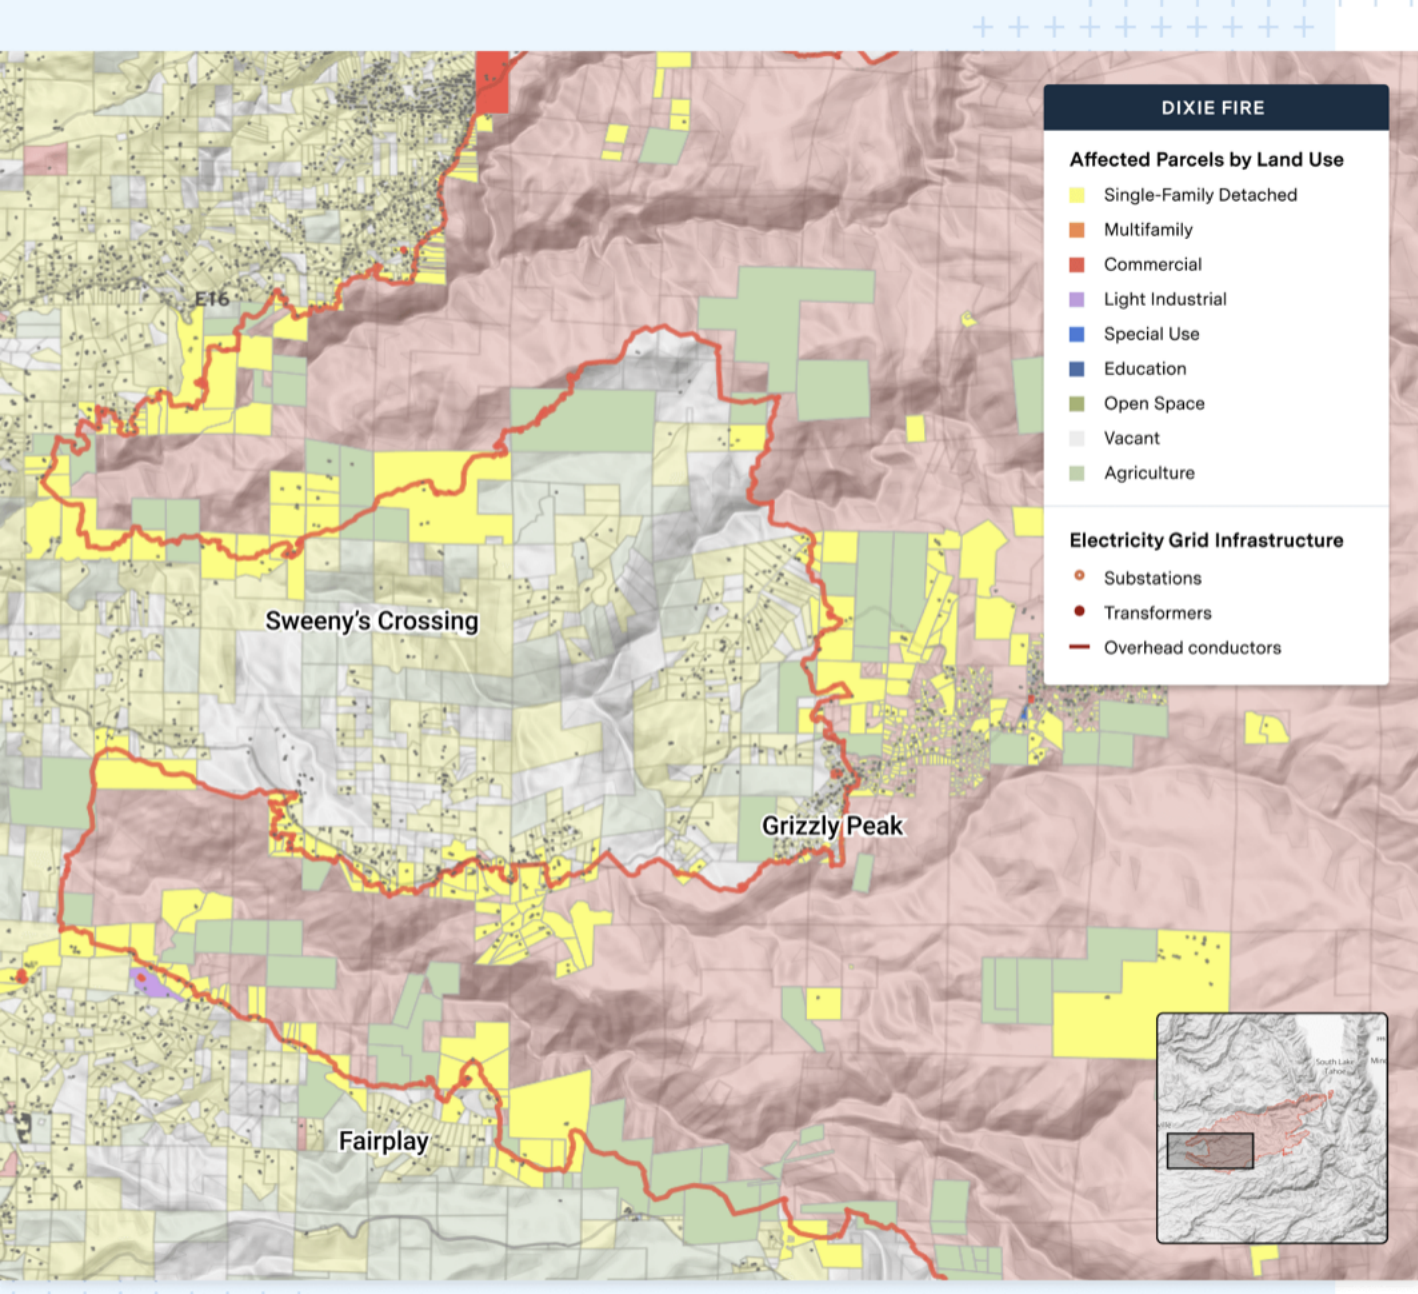 DIXIE FIRE
Affected Parcels by Land Use
Single-Family Detached
Multifamily
Commercial
Light Industrial
Special Use
Education
Open Space
Vacant
Agriculture
Electricity Grid Infrastructure
Substations
Transformers
Overhead conductors
E16
Sweeny's Crossing
Grizzly Peak
Fairplay
South Lake
Tahoe